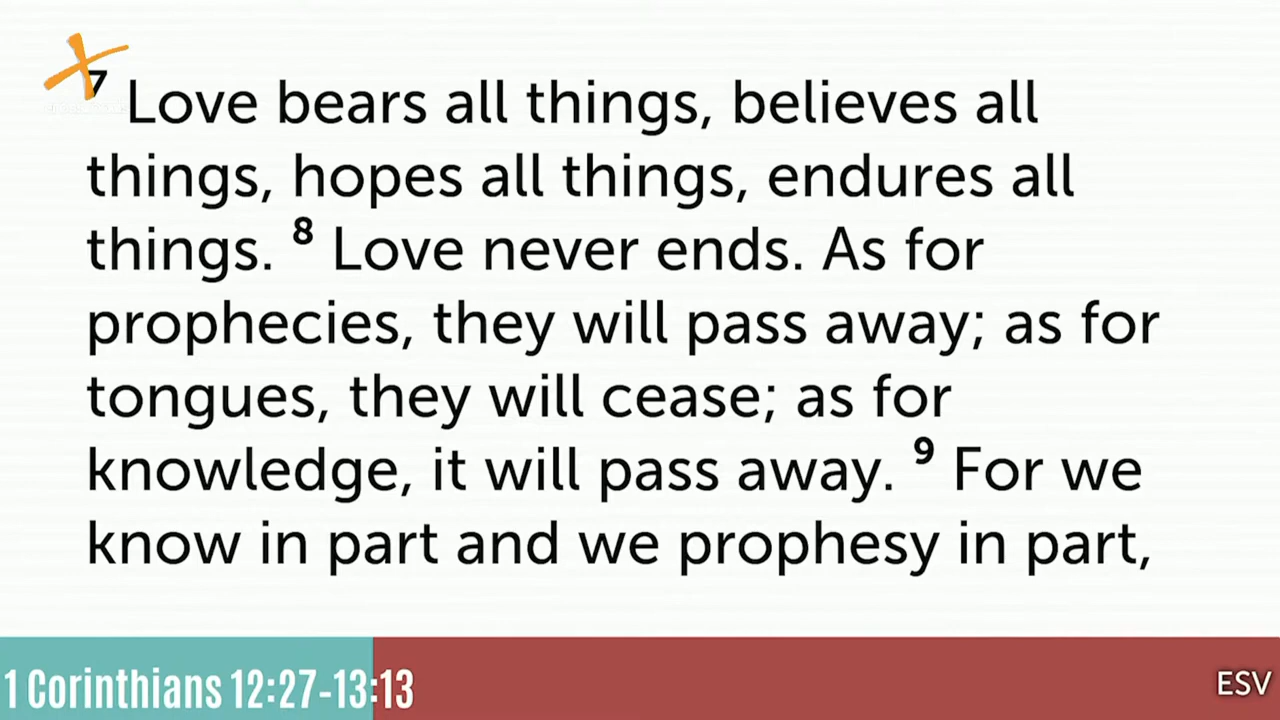 7 Love bears all things, believes all
things, hopes all things, endures all
things. 8 Love never ends. As for
prophecies, they will pass away; as for
tongues, they will cease; as for
knowledge, it will pass away. 9 For we
know in part and we prophesy in part,
1 Corinthians 12:27-13:13
ESV